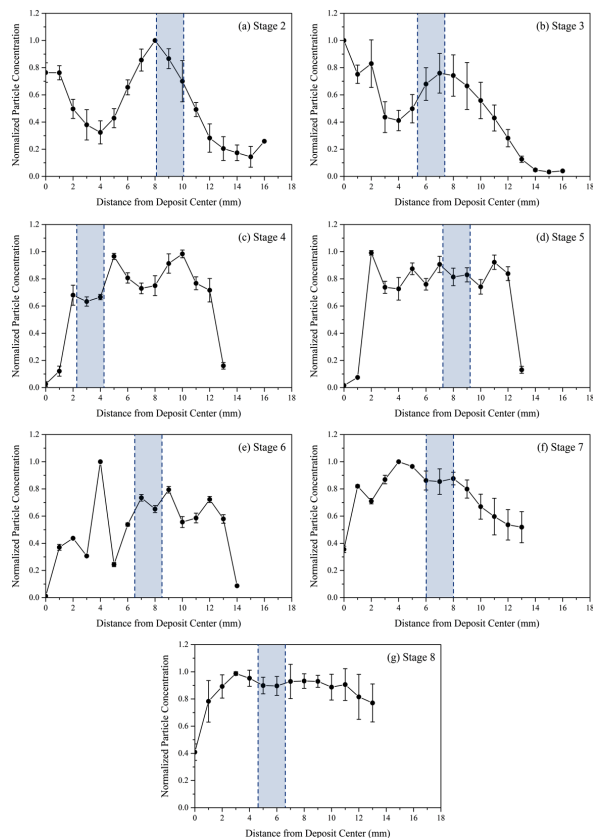 (a) Stage 2
Normalized Particle Concentration
1.2
1.0
0.8
0.6
0.4
0.2
0.0
0 2 4 6 8 10 12 14 16 18
Distance from Deposit Center (mm)
(b) Stage 3
Normalized Particle Concentration
1.2
1.0
0.8
0.6
0.4
0.2
0.0
0 2 4 6 8 10 12 14 16 18
Distance from Deposit Center (mm)
(c) Stage 4
Normalized Particle Concentration
1.2
1.0
0.8
0.6
0.4
0.2
0.0
0 2 4 6 8 10 12 14 16 18
Distance from Deposit Center (mm)
(d) Stage 5
Normalized Particle Concentration
1.2
1.0
0.8
0.6
0.4
0.2
0.0
0 2 4 6 8 10 12 14 16 18
Distance from Deposit Center (mm)
(e) Stage 6
Normalized Particle Concentration
1.2
1.0
0.8
0.6
0.4
0.2
0.0
0 2 4 6 8 10 12 14 16 18
Distance from Deposit Center (mm)
(f) Stage 7
Normalized Particle Concentration
1.2
1.0
0.8
0.6
0.4
0.2
0.0
0 2 4 6 8 10 12 14 16 18
Distance from Deposit Center (mm)
(g) Stage 8
Normalized Particle Concentration
1.2
1.0
0.8
0.6
0.4
0.2
0.0
0 2 4 6 8 10 12 14 16 18
Distance from Deposit Center (mm)